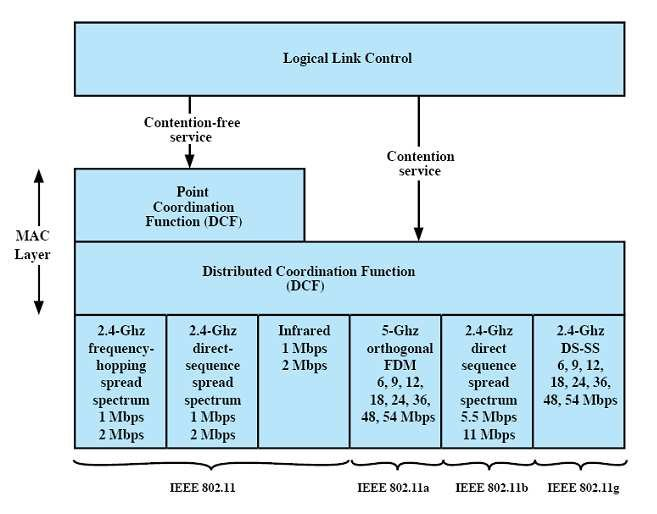 Logical Link Control
Contention-free
service
Contention
service
MAC
Layer
Point
Coordination
Function (DCF)
Distributed Coordination Function
(DCF)
2.4-Ghz
frequency-
hopping
spread
spectrum
1 Mbps
2 Mbps
2.4-Ghz
direct-
sequence
spread
spectrum
1 Mbps
2 Mbps
Infrared
1 Mbps
2 Mbps
5-Ghz
orthogonal
FDM
6, 9, 12,
18, 24, 36,
48, 54 Mbps
2.4-Ghz
direct
sequence
spread
spectrum
5.5 Mbps
11 Mbps
2.4-Ghz
DS-SS
6, 9, 12,
18, 24, 36,
48, 54 Mbps
IEEE 802.11
IEEE 802.11a
IEEE 802.11b
IEEE 802.11g